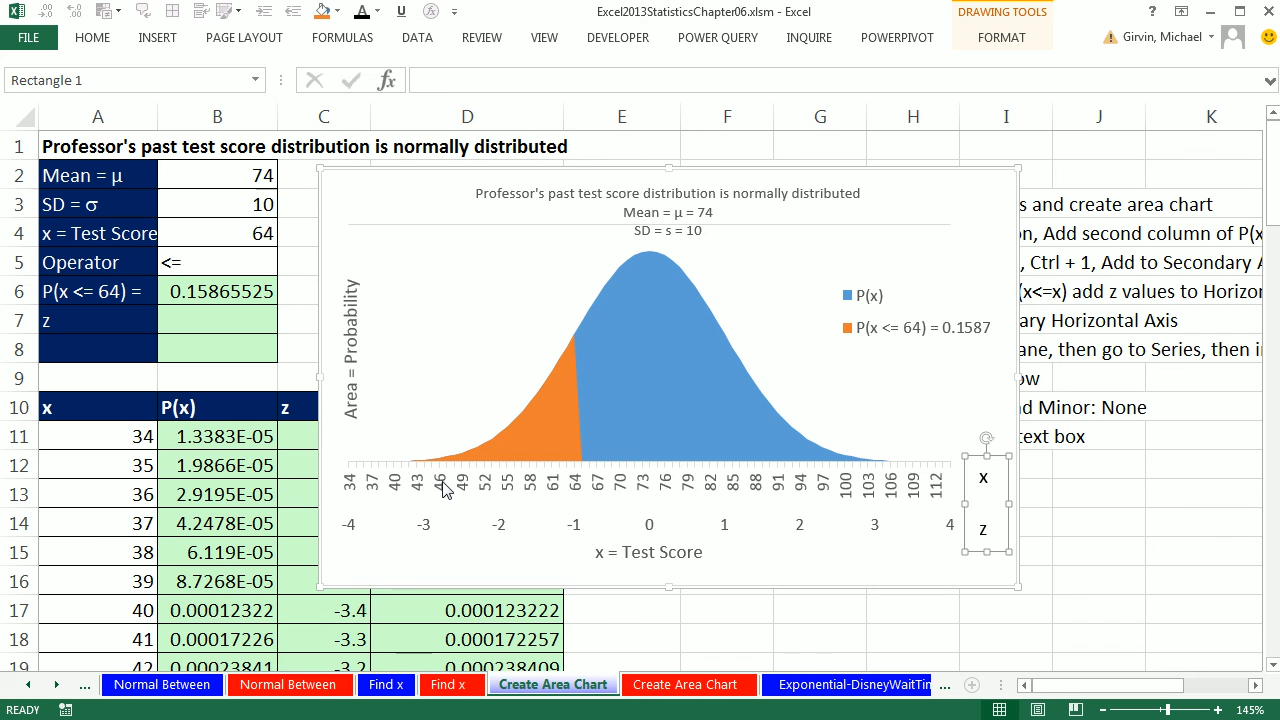 Excel2013StatisticsChapter06.xlsm - Excel
DRAWING TOOLS
FILE HOME INSERT PAGE LAYOUT FORMULAS DATA REVIEW VIEW DEVELOPER POWER QUERY INQUIRE POWERPIVOT FORMAT Girvin, Michael
Rectangle 1 fx
A B C D E F G H I J K
1 Professor's past test score distribution is normally distributed
2 Mean = µ 74
3 SD = σ 10
4 x = Test Score 64
5 Operator <=
6 P(x <= 64) = 0.15865525
7 z
8
9
10 x P(x) z
11 34 1.3383E-05
12 35 1.9866E-05
13 36 2.9195E-05
14 37 4.2478E-05
15 38 6.119E-05
16 39 8.7268E-05
17 40 0.00012322 -3.4 0.000123222
18 41 0.00017226 -3.3 0.000172257
19 42 0.00023841 -3.2 0.000238409
Professor's past test score distribution is normally distributed
Mean = µ = 74
SD = s = 10
Area = Probability
P(x)
P(x <= 64) = 0.1587
34 37 40 43 46 49 52 55 58 61 64 67 70 73 76 79 82 85 88 91 94 97 100 103 106 109 112
x
-4 -3 -2 -1 0 1 2 3 4
z
x = Test Score
s and create area chart
on, Add second column of P(x
, Ctrl + 1, Add to Secondary A
(x<=x) add z values to Horizon
ary Horizontal Axis
ane, then go to Series, then in
ow
nd Minor: None
text box
... Normal Between Normal Between Find x Find x Create Area Chart Create Area Chart Exponential-DisneyWaitTin ...
READY 145%